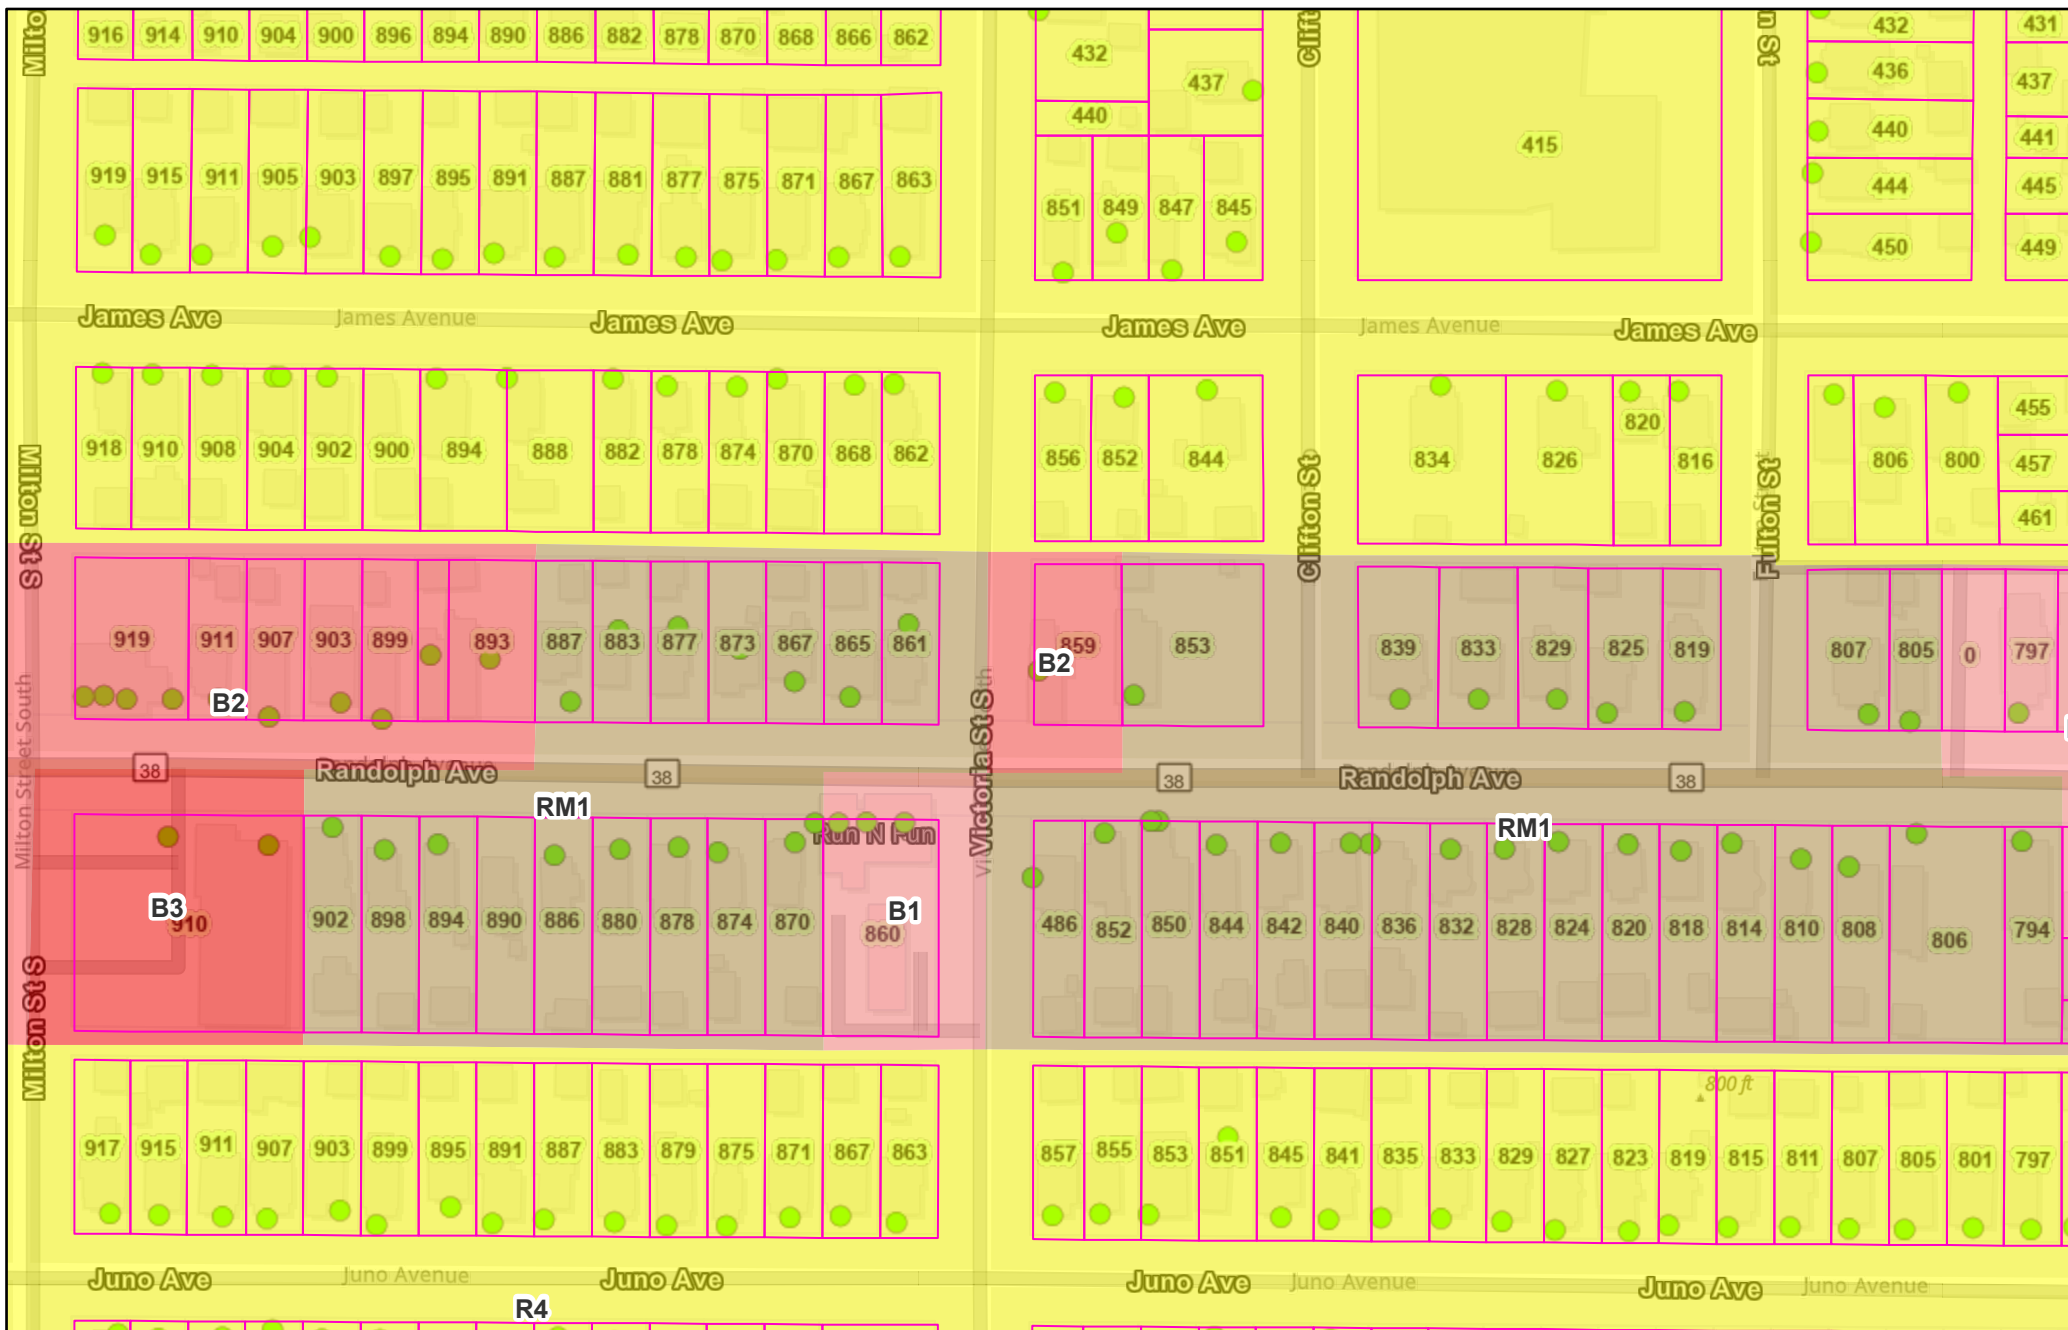 Milto
916 914 910 904 900 896 894 890 886 882 878 870 868 866 862
432
437
440
Clift
415
n St
432
436
440
444
450
431
437
441
445
449
919 915 911 905 903 897 895 891 887 881 877 875 871 867 863
851 849 847 845
James Ave James Avenue James Ave James Ave James Avenue James Ave
Milton St S
918 910 908 904 902 900 894 888 882 878 874 870 868 862
856 852 844
Clifton St
834 826 820 816
Fulton St
806 800
455
457
461
919 911 907 903 899 893 887 883 877 873 867 865 861
B2
859 853
B2
839 833 829 825 819
807 805 0 797
Milton Street South
Victoria St S
38 Randolph Ave 38 38 Randolph Ave 38
RM1
RM1
Run N Fun
B3
910
902 898 894 890 886 880 878 874 870
B1
860
486 852 850 844 842 840 836 832 828 824 820 818 814 810 808 806 794
Milton St S
800 ft
917 915 911 907 903 899 895 891 887 883 879 875 871 867 863
857 855 853 851 845 841 835 833 829 827 823 819 815 811 807 805 801 797
Juno Ave Juno Avenue Juno Ave Juno Ave Juno Avenue Juno Ave Juno Avenue
R4